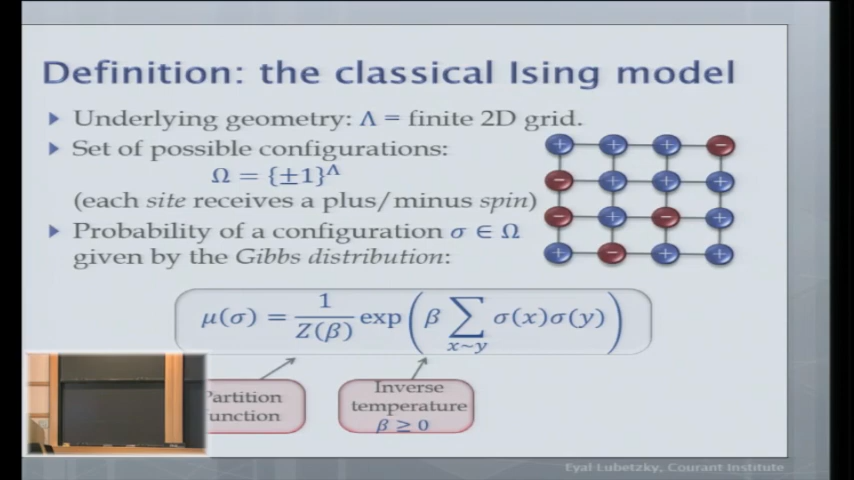 Definition: the classical Ising model
Underlying geometry: Λ = finite 2D grid.
Set of possible configurations:
Ω = {±1}^Λ
(each site receives a plus/minus spin)
Probability of a configuration σ ∈ Ω
given by the Gibbs distribution:
+ + + -
- + + +
- + - +
+ - + +
μ(σ) = 1/Z(β) exp(β ∑_{x~y} σ(x)σ(y))
Partition
unction
Inverse
temperature
β ≥ 0
Eyal Lubetzky, Courant Institute